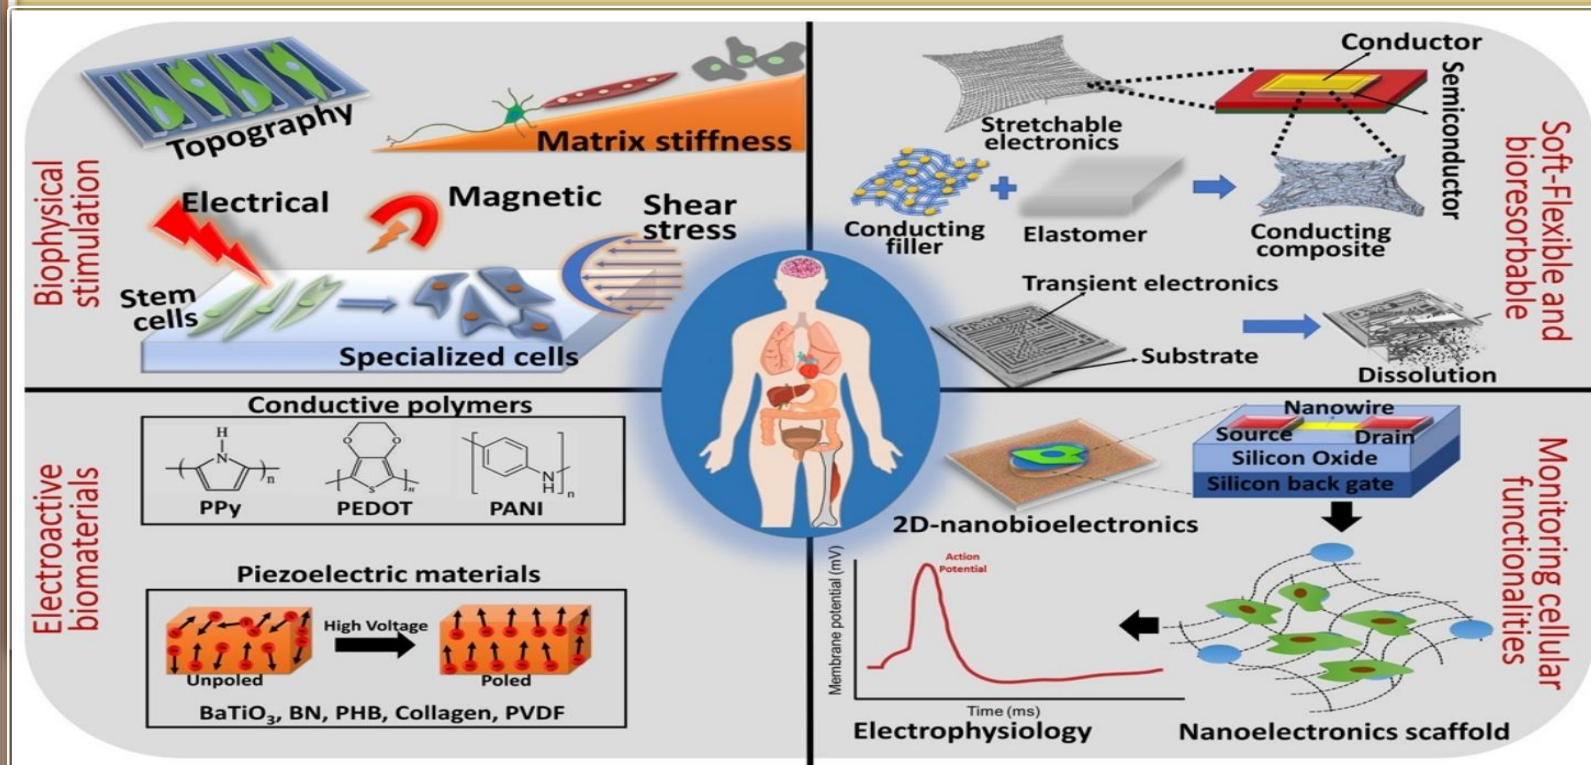 Biophysical
stimulation
Topography
Matrix stiffness
Electrical
Magnetic
Shear
stress
Stem
cells
Specialized cells
Soft-Flexible and
bioresorbable
Conductor
Semiconductor
Stretchable
electronics
+
Conducting
filler
Elastomer
Conducting
composite
Transient electronics
Substrate
Dissolution
Electroactive
biomaterials
Conductive polymers
H
N
n
PPy
O O
S
n
PEDOT
N
H
n
PANI
Piezoelectric materials
High Voltage
Unpoled
Poled
BaTiO₃, BN, PHB, Collagen, PVDF
Monitoring cellular
functionalities
Nanowire
Source
Drain
Silicon Oxide
Silicon back gate
2D-nanobioelectronics
Membrane potential (mV)
Action
Potential
Time (ms)
Electrophysiology
Nanoelectronics scaffold